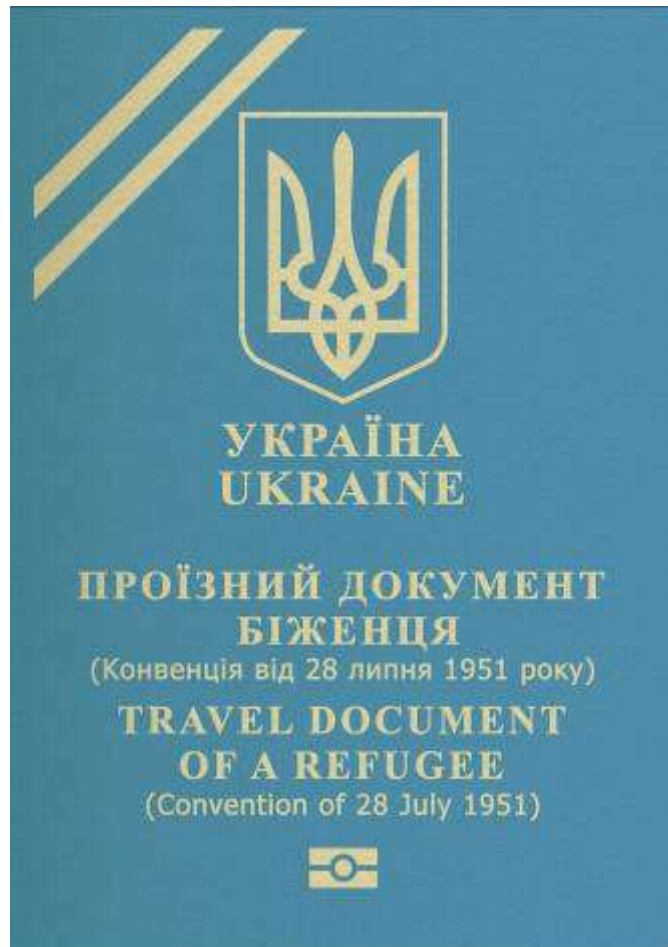 УКРАЇНА
UKRAINE
ПРОЇЗНИЙ ДОКУМЕНТ
БІЖЕНЦЯ
(Конвенція від 28 липня 1951 року)
TRAVEL DOCUMENT
OF A REFUGEE
(Convention of 28 July 1951)